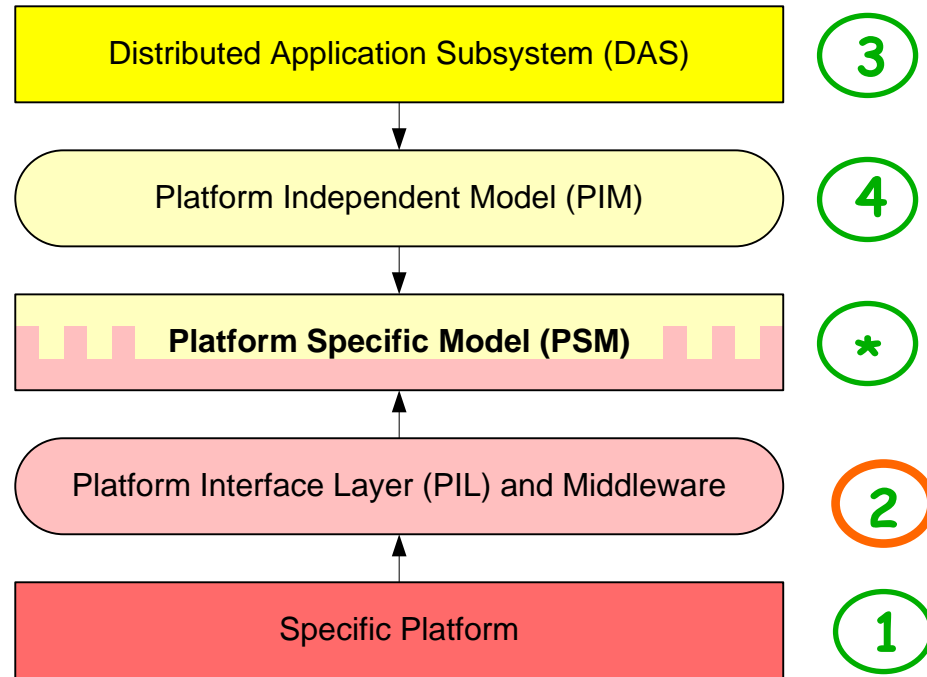 Distributed Application Subsystem (DAS)
3
Platform Independent Model (PIM)
4
Platform Specific Model (PSM)
*
Platform Interface Layer (PIL) and Middleware
2
Specific Platform
1